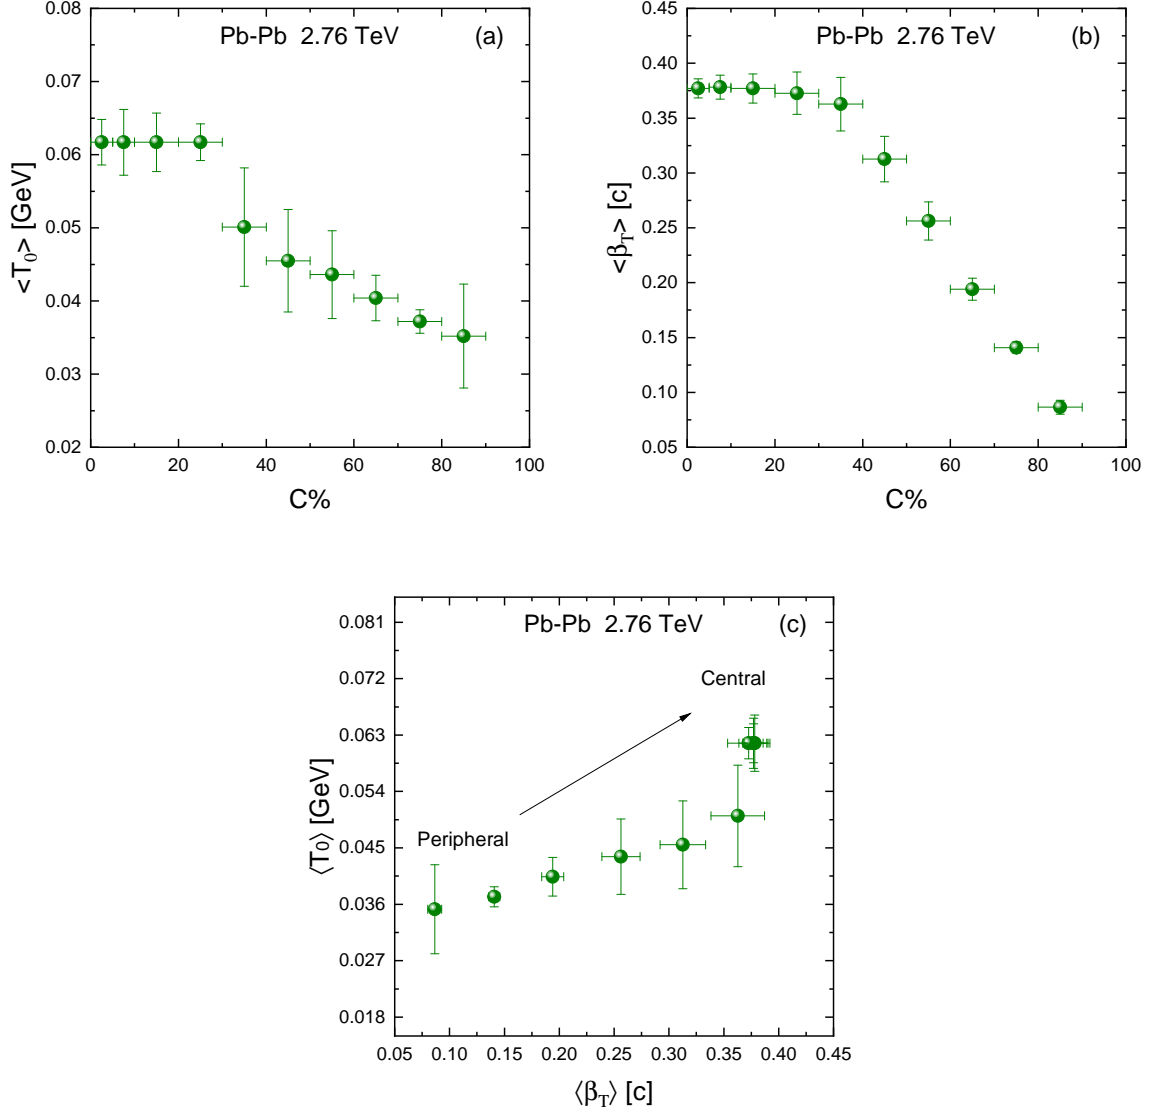 Pb-Pb 2.76 TeV (a)
<T0> [GeV]
0.08
0.07
0.06
0.05
0.04
0.03
0.02
0 20 40 60 80 100
C%
Pb-Pb 2.76 TeV (b)
<βT> [c]
0.45
0.40
0.35
0.30
0.25
0.20
0.15
0.10
0.05
0 20 40 60 80 100
C%
Pb-Pb 2.76 TeV (c)
Central
Peripheral
⟨T0⟩ [GeV]
0.081
0.072
0.063
0.054
0.045
0.036
0.027
0.018
0.05 0.10 0.15 0.20 0.25 0.30 0.35 0.40 0.45
⟨βT⟩ [c]